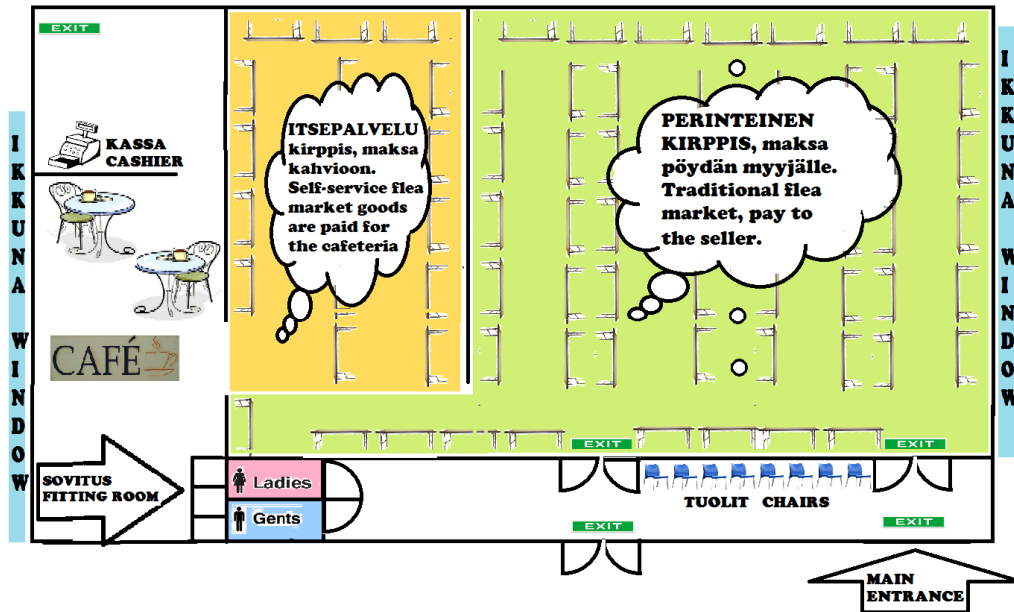 EXIT
IKKUNA WINDOW
KASSA
CASHIER
CAFÉ
SOVITUS
FITTING ROOM
ITSEPALVELU
kirppis, maksa
kahvioon.
Self-service flea
market goods
are paid for
the cafeteria
PERINTEINEN
KIRPPIS, maksa
pöydän myyjälle.
Traditional flea
market, pay to
the seller.
IKKUNA WINDOW
EXIT
EXIT
Ladies
Gents
TUOLIT CHAIRS
EXIT
EXIT
MAIN
ENTRANCE